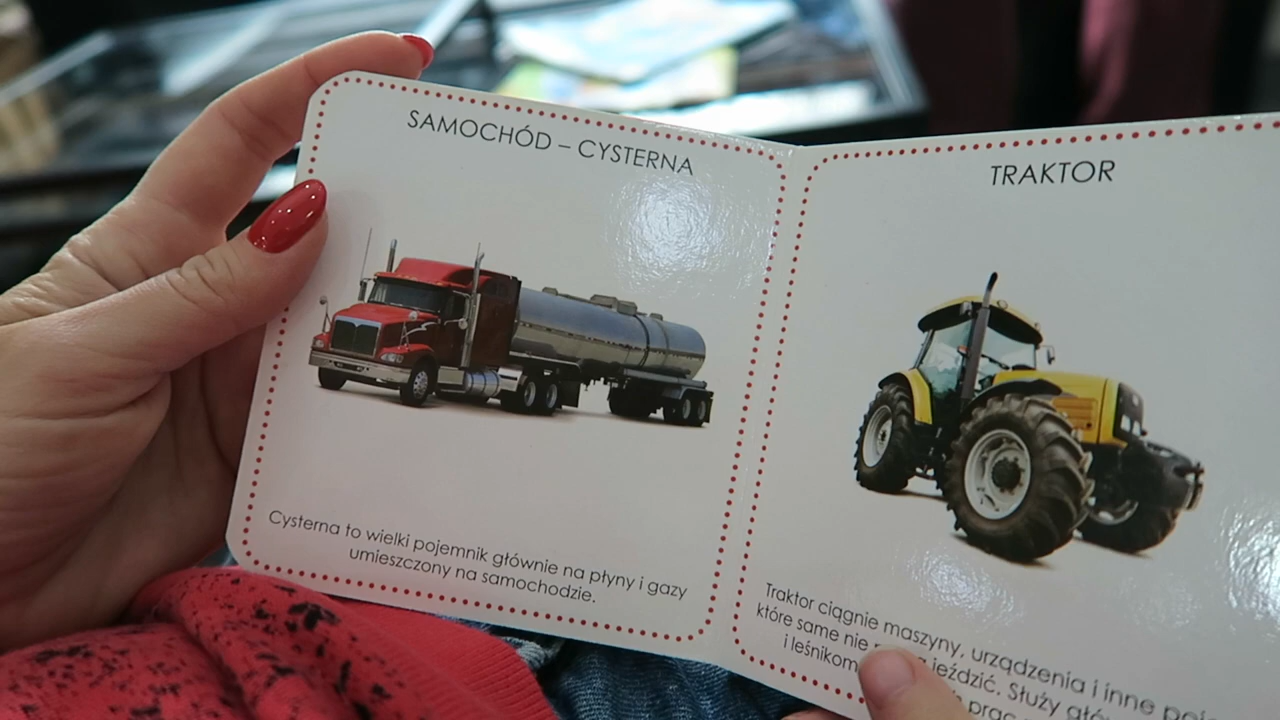 SAMOCHÓD – CYSTERNA
Cysterna to wielki pojemnik głównie na płyny i gazy
umieszczony na samochodzie.
TRAKTOR
Traktor ciągnie maszyny, urządzenia i inne
które same nie jeździć. Służy
i leśnikom